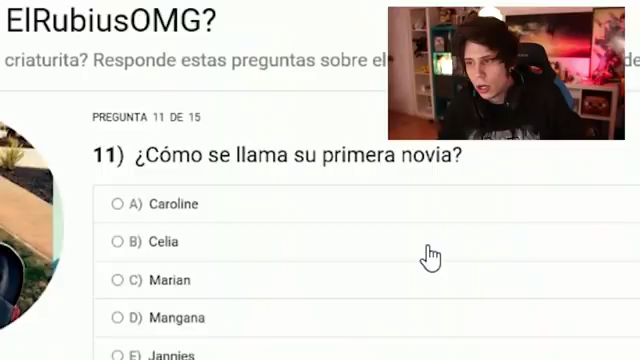 ElRubiusOMG?
criaturita? Responde estas preguntas sobre el
PREGUNTA 11 DE 15
11) ¿Cómo se llama su primera novia?
A) Caroline
B) Celia
C) Marian
D) Mangana
E) Jannies